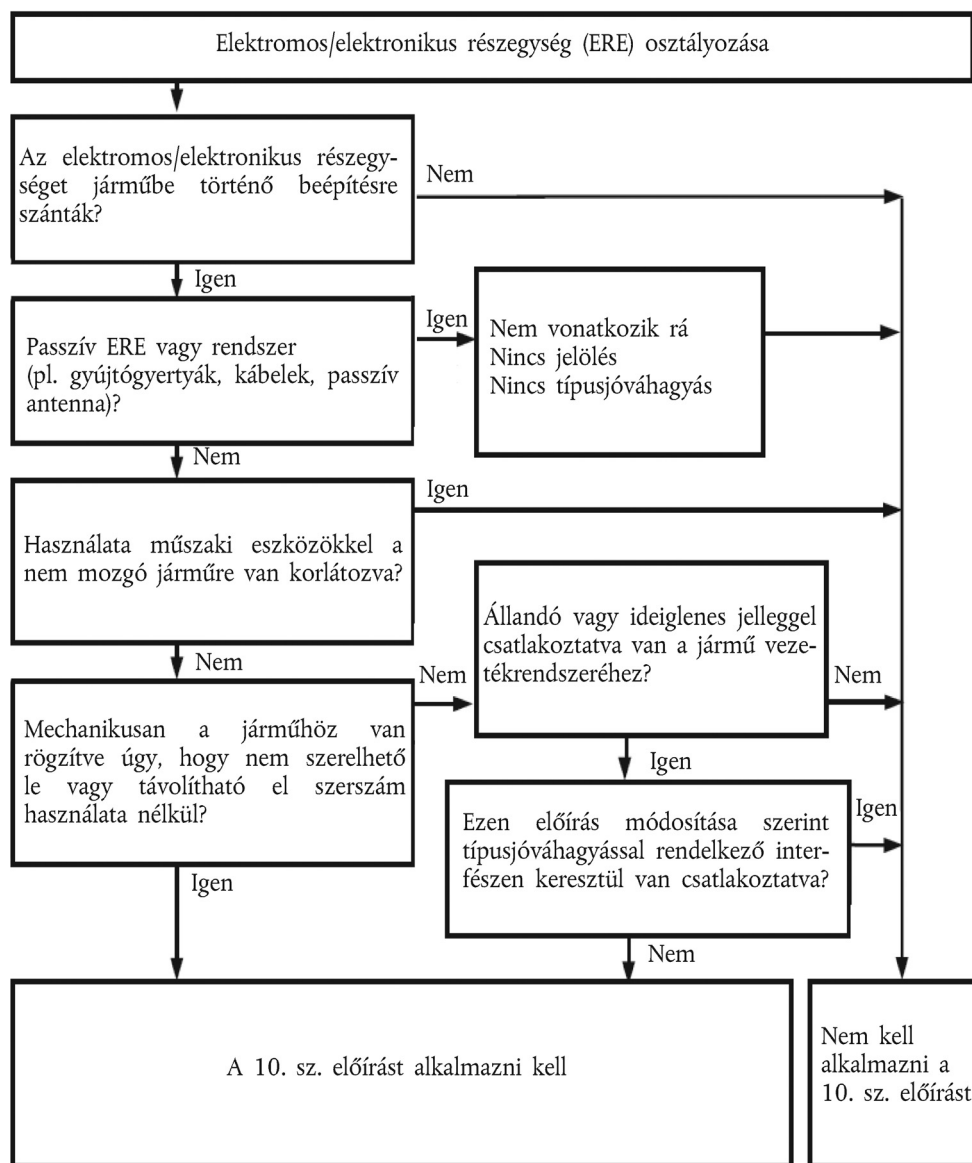 Elektromos/elektronikus részegység (ERE) osztályozása
Az elektromos/elektronikus részegy-
séget járműbe történő beépítésre
szánták?
Nem
Igen
Passzív ERE vagy rendszer
(pl. gyújtógyertyák, kábelek, passzív
antenna)?
Igen
Nem vonatkozik rá
Nincs jelölés
Nincs típusjóváhagyás
Nem
Igen
Használata műszaki eszközökkel a
nem mozgó járműre van korlátozva?
Nem
Mechanikusan a járműhöz van
rögzítve úgy, hogy nem szerelhető
le vagy távolítható el szerszám
használata nélkül?
Nem
Állandó vagy ideiglenes jelleggel
csatlakoztatva van a jármű veze-
tékrendszeréhez?
Nem
Igen
Ezen előírás módosítása szerint
típusjóváhagyással rendelkező inter-
fészen keresztül van csatlakoztatva?
Igen
Igen
Nem
A 10. sz. előírást alkalmazni kell
Nem kell
alkalmazni a
10. sz. előírást